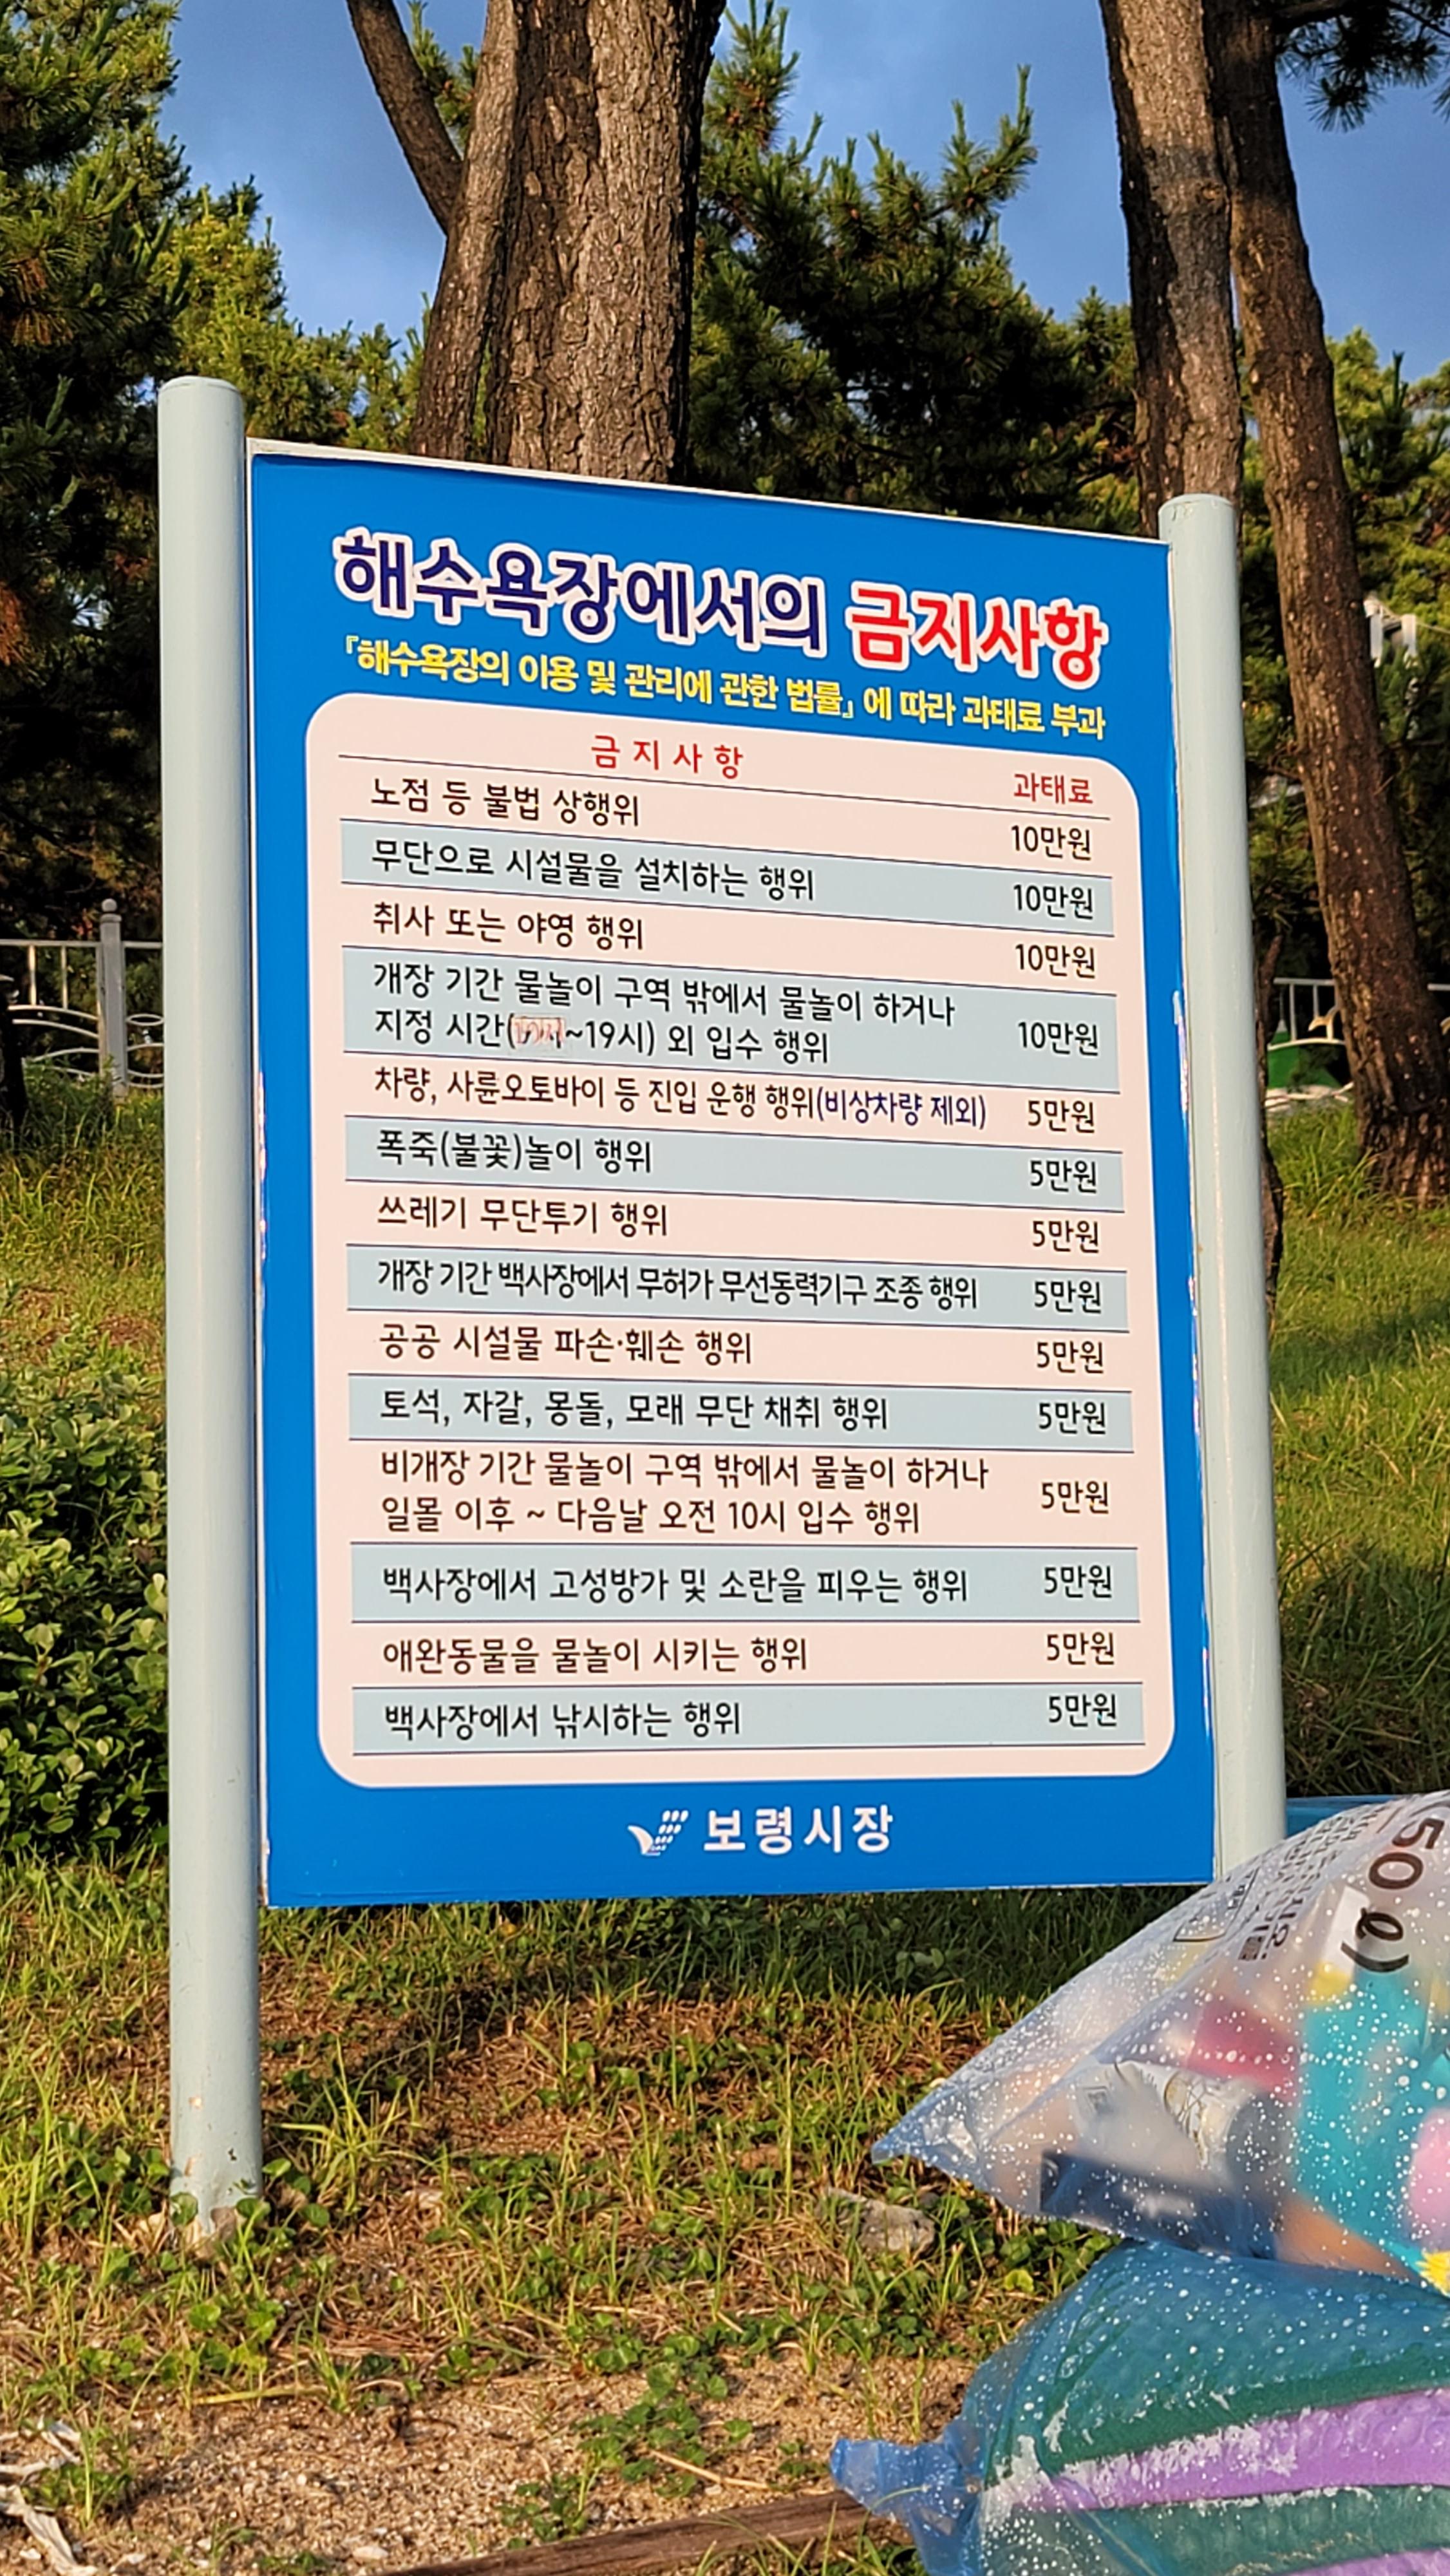 해수욕장에서의 금지사항
『해수욕장의 이용 및 관리에 관한 법률』에 따라 과태료 부과
금지사항 과태료
노점 등 불법 상행위 10만원
무단으로 시설물을 설치하는 행위 10만원
취사 또는 야영 행위 10만원
개장 기간 물놀이 구역 밖에서 물놀이 하거나
지정 시간(~19시) 외 입수 행위 10만원
차량, 사륜오토바이 등 진입 운행 행위(비상차량 제외) 5만원
폭죽(불꽃)놀이 행위 5만원
쓰레기 무단투기 행위 5만원
개장 기간 백사장에서 무허가 무선동력기구 조종 행위 5만원
공공 시설물 파손·훼손 행위 5만원
토석, 자갈, 몽돌, 모래 무단 채취 행위 5만원
비개장 기간 물놀이 구역 밖에서 물놀이 하거나
일몰 이후 ~ 다음날 오전 10시 입수 행위 5만원
백사장에서 고성방가 및 소란을 피우는 행위 5만원
애완동물을 물놀이 시키는 행위 5만원
백사장에서 낚시하는 행위 5만원
보령시장
50ℓ)